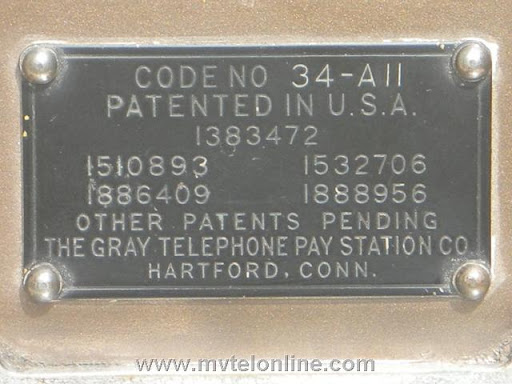 CODE NO 34-A11
PATENTED IN U.S.A.
1383472
1510893 1532706
1886409 1888956
OTHER PATENTS PENDING
THE GRAY TELEPHONE PAY STATION CO.
HARTFORD, CONN.
www.mvtelonline.com